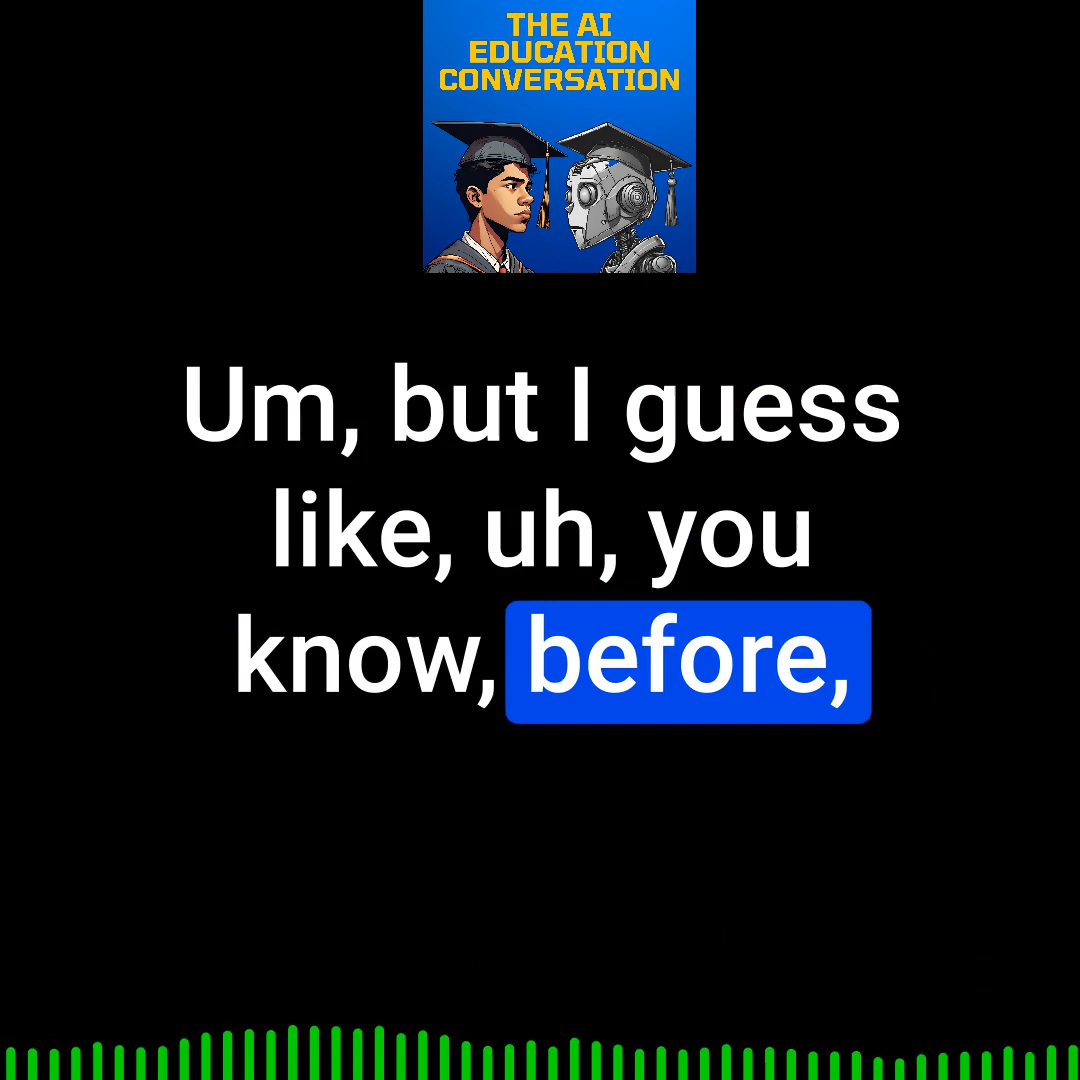 THE AI
EDUCATION
CONVERSATION
Um, but I guess
like, uh, you
know, before,